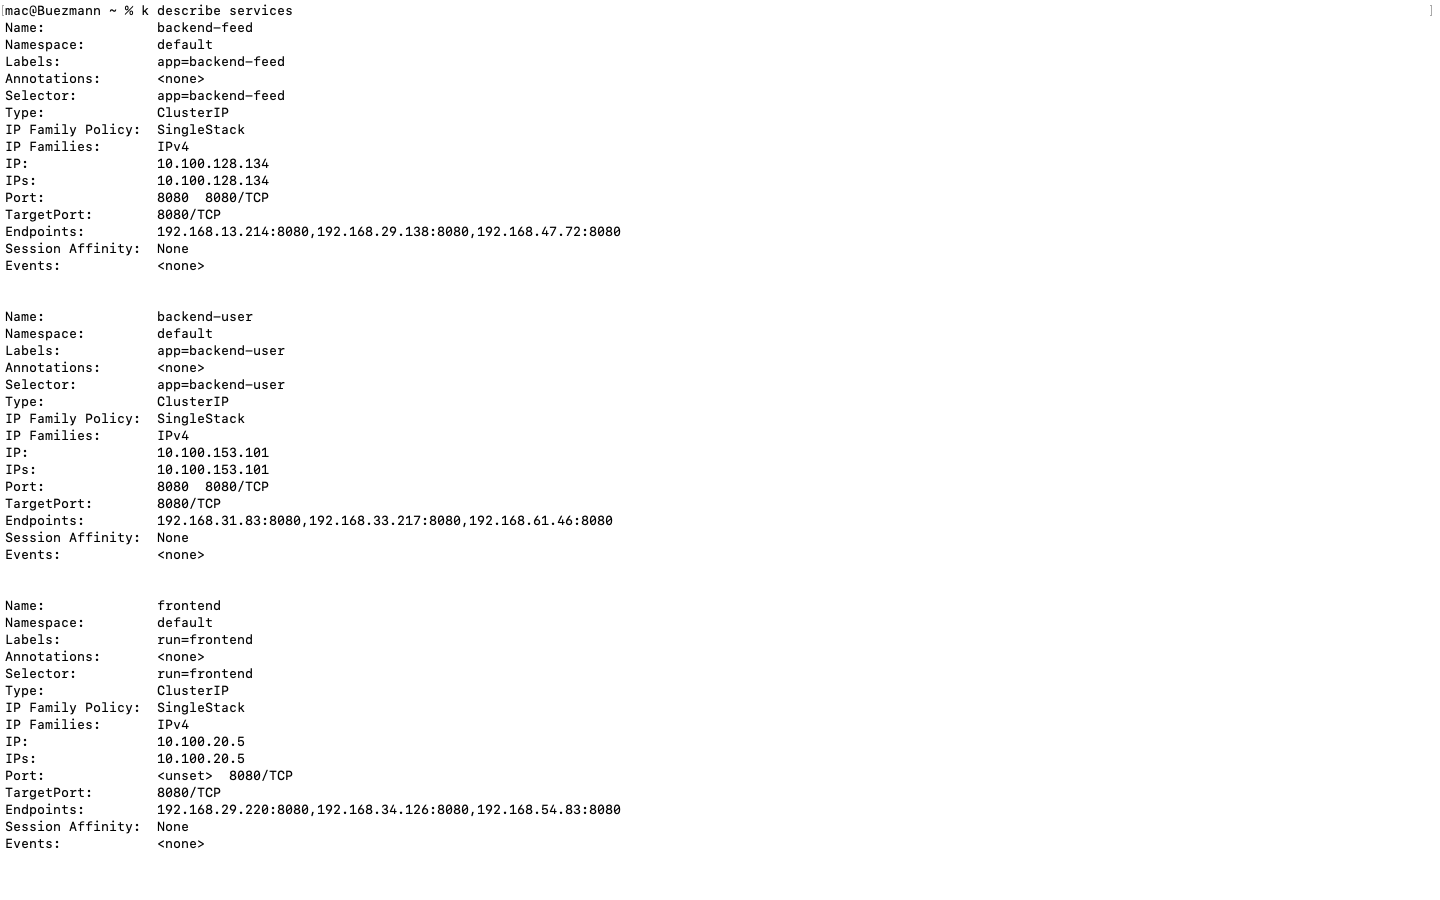 mac@Buezmann ~ % k describe services
Name:              backend-feed
Namespace:         default
Labels:            app=backend-feed
Annotations:       <none>
Selector:          app=backend-feed
Type:              ClusterIP
IP Family Policy:  SingleStack
IP Families:       IPv4
IP:                10.100.128.134
IPs:               10.100.128.134
Port:              8080  8080/TCP
TargetPort:        8080/TCP
Endpoints:         192.168.13.214:8080,192.168.29.138:8080,192.168.47.72:8080
Session Affinity:  None
Events:            <none>

Name:              backend-user
Namespace:         default
Labels:            app=backend-user
Annotations:       <none>
Selector:          app=backend-user
Type:              ClusterIP
IP Family Policy:  SingleStack
IP Families:       IPv4
IP:                10.100.153.101
IPs:               10.100.153.101
Port:              8080  8080/TCP
TargetPort:        8080/TCP
Endpoints:         192.168.31.83:8080,192.168.33.217:8080,192.168.61.46:8080
Session Affinity:  None
Events:            <none>

Name:              frontend
Namespace:         default
Labels:            run=frontend
Annotations:       <none>
Selector:          run=frontend
Type:              ClusterIP
IP Family Policy:  SingleStack
IP Families:       IPv4
IP:                10.100.20.5
IPs:               10.100.20.5
Port:              <unset>  8080/TCP
TargetPort:        8080/TCP
Endpoints:         192.168.29.220:8080,192.168.34.126:8080,192.168.54.83:8080
Session Affinity:  None
Events:            <none>